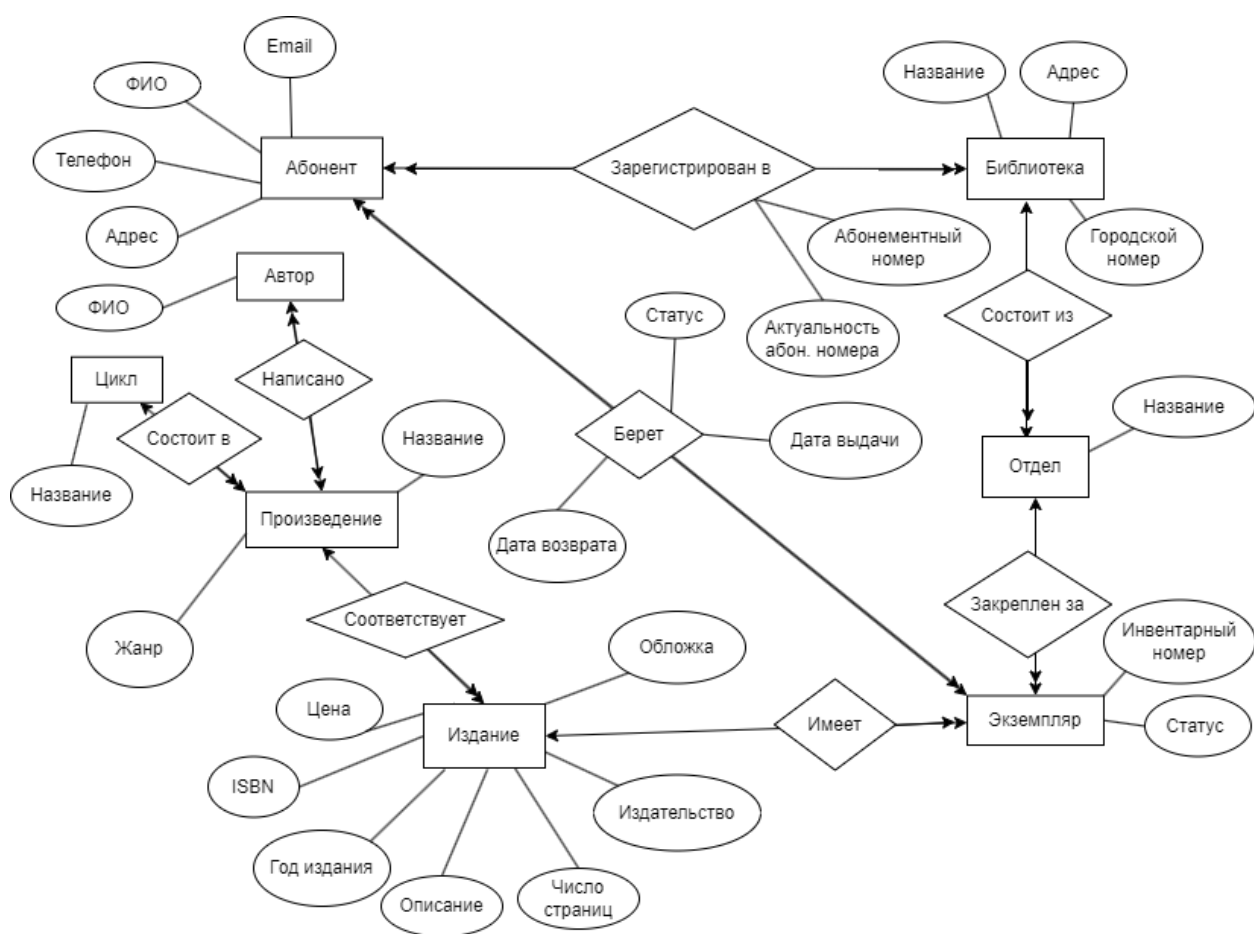 Email
ФИО
Название
Адрес
Телефон
Абонент
Зарегистрирован в
Библиотека
Адрес
Абонементный
номер
Городской
номер
Автор
ФИО
Статус
Актуальность
абон. номера
Состоит из
Цикл
Написано
Название
Состоит в
Название
Берет
Дата выдачи
Отдел
Название
Произведение
Дата возврата
Соответствует
Закреплен за
Жанр
Обложка
Инвентарный
номер
Цена
Издание
Имеет
Экземпляр
Статус
ISBN
Издательство
Год издания
Описание
Число
страниц